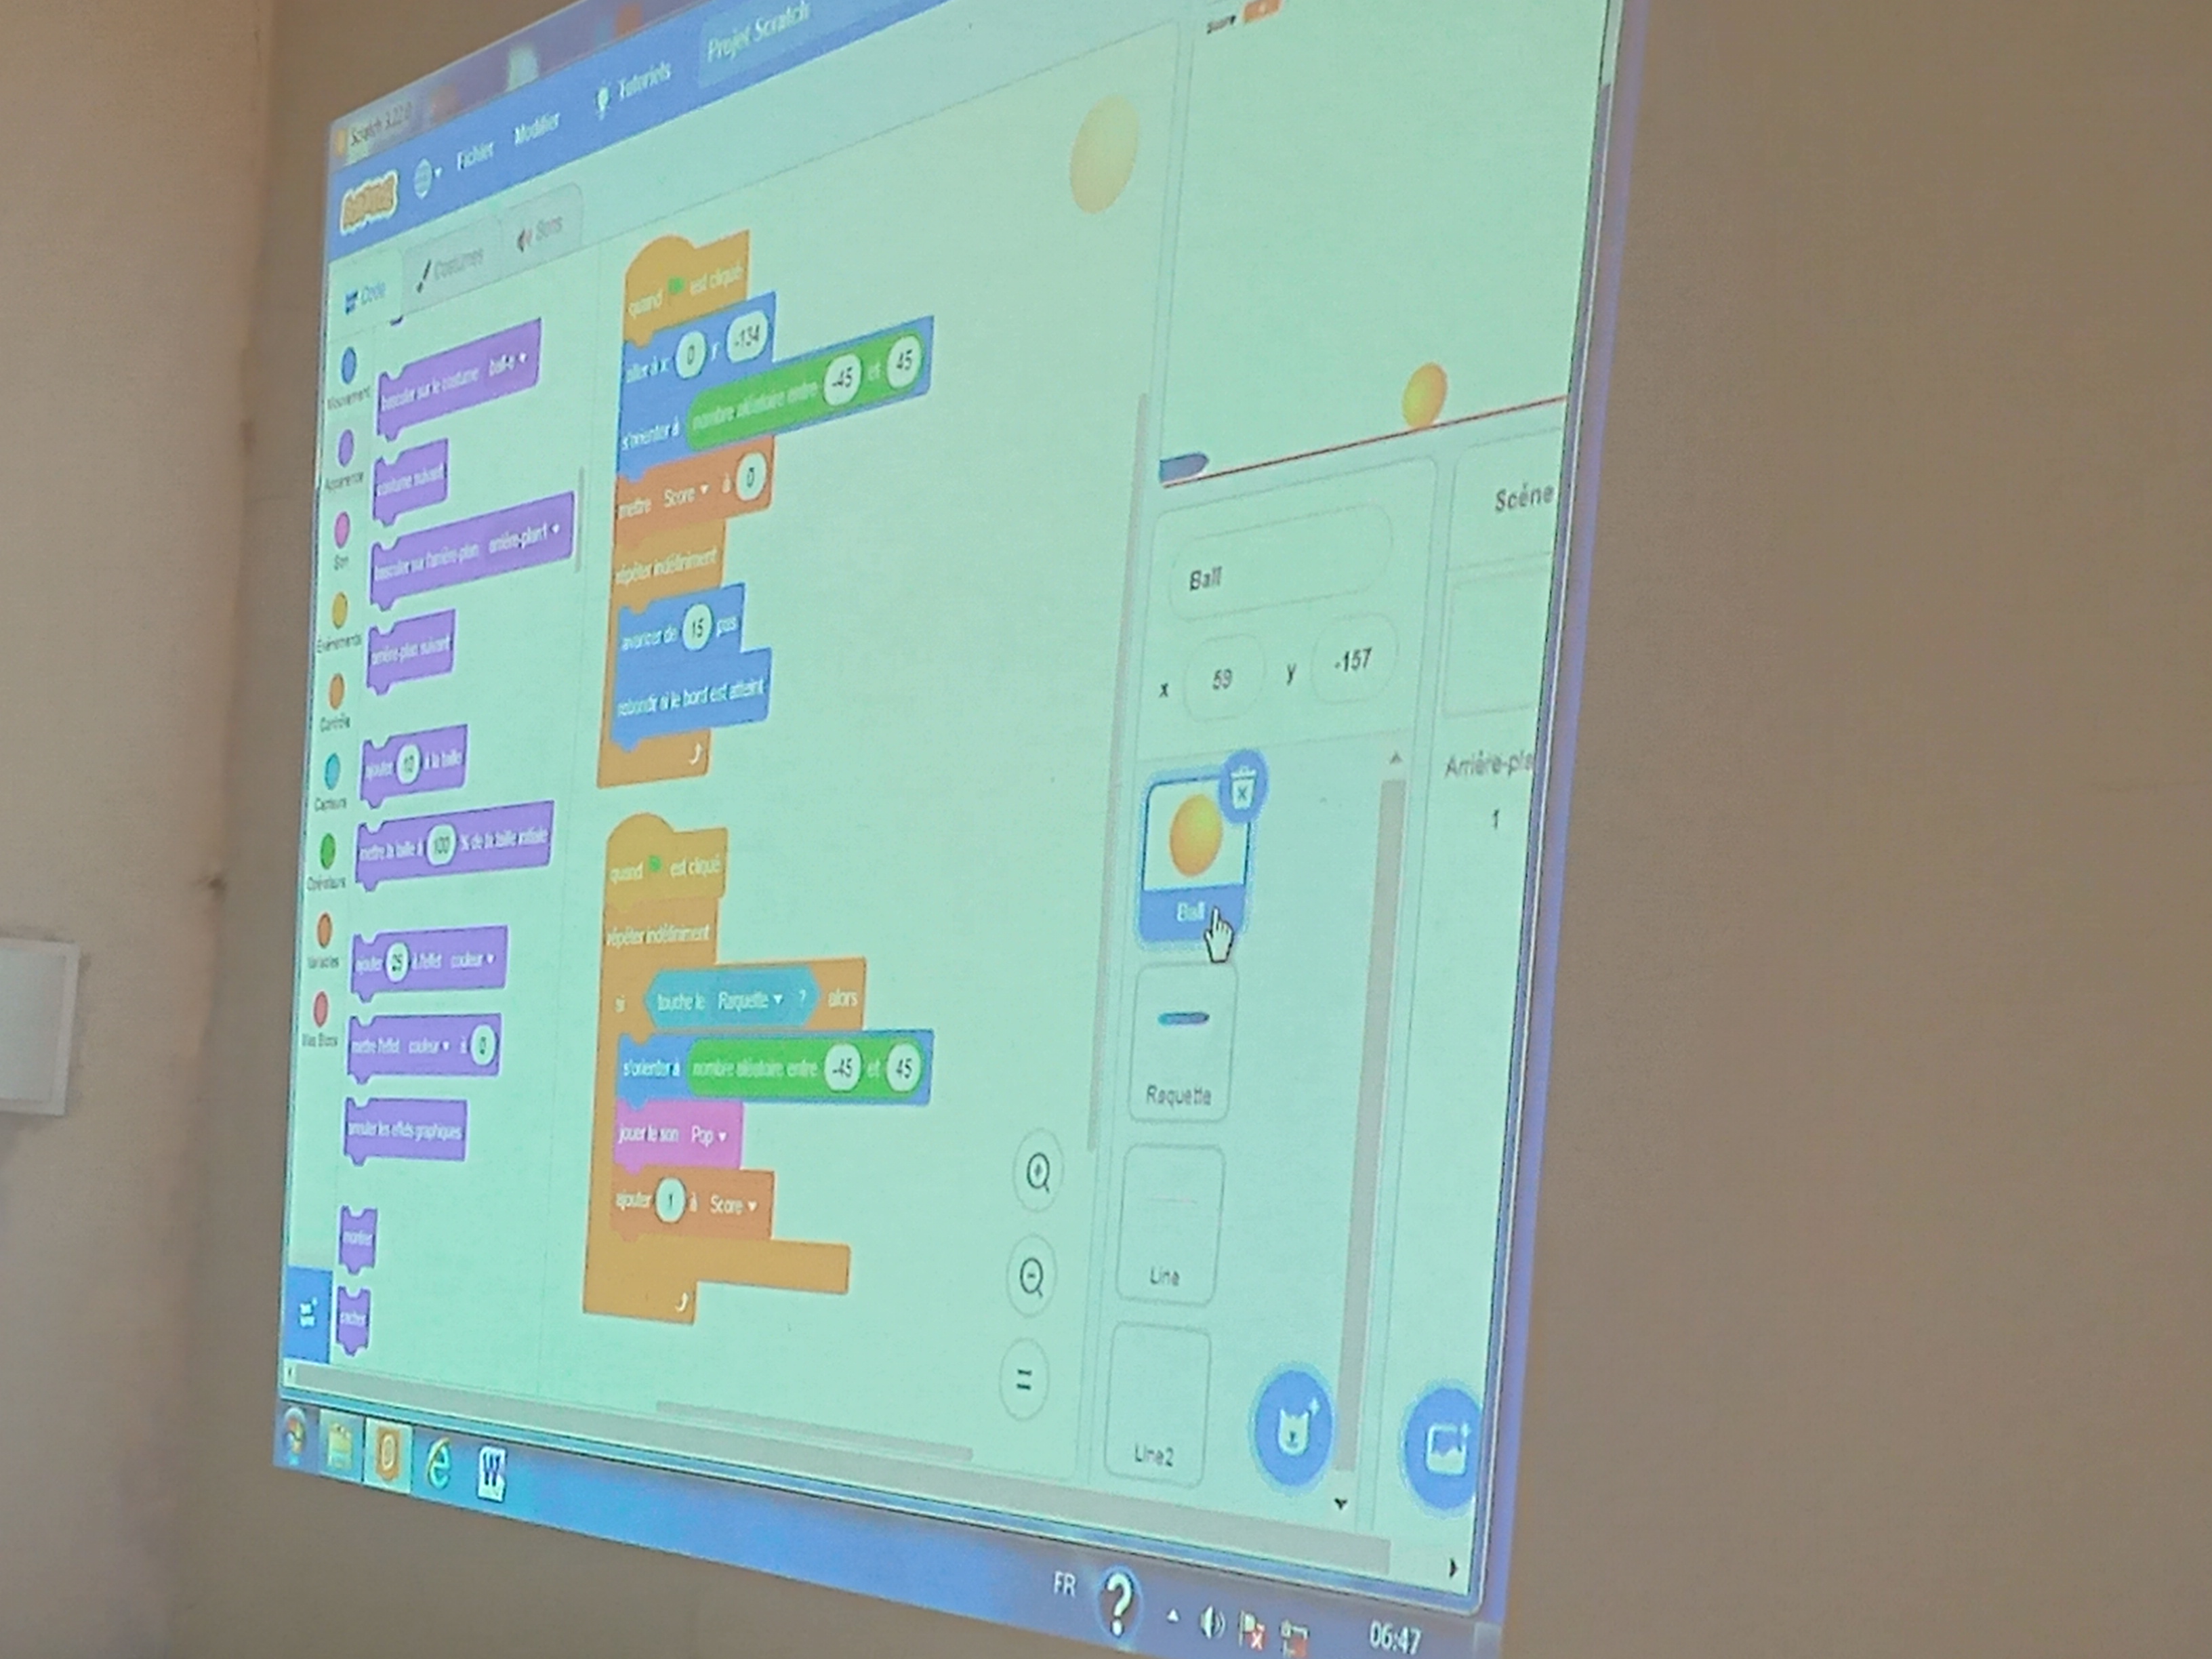 Scratch 3.22.0
Fichier Modifier Tutoriels Projet Scratch
Code Costumes Sons
Mouvement
Apparence
Son
Événements
Contrôle
Capteurs
Opérateurs
Variables
Mes Blocs
basculer sur le costume ball-a
costume suivant
basculer sur l'arrière-plan arrière-plan1
arrière-plan suivant
ajouter 10 à la taille
mettre la taille à 100 % de la taille initiale
ajouter 25 à l'effet couleur
mettre l'effet couleur à 0
annuler les effets graphiques
montrer
cacher
quand est cliqué
aller à x: 0 y: -134
s'orienter à nombre aléatoire entre -45 et 45
mettre Score à 0
répéter indéfiniment
avancer de 15 pas
rebondir si le bord est atteint
quand est cliqué
répéter indéfiniment
si touche le Raquette ? alors
s'orienter à nombre aléatoire entre -45 et 45
jouer le son Pop
ajouter 1 à Score
Score
Ball
x 59 y -157
Ball
Raquette
Line
Line2
Scène
1
FR
06:47